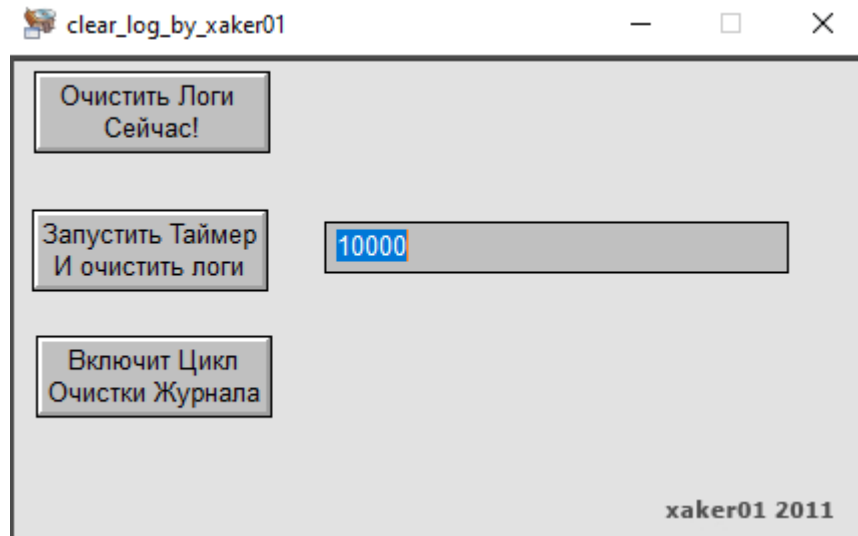 clear_log_by_xaker01
Очистить Логи
Сейчас!
Запустить Таймер
И очистить логи
10000
Включит Цикл
Очистки Журнала
xaker01 2011